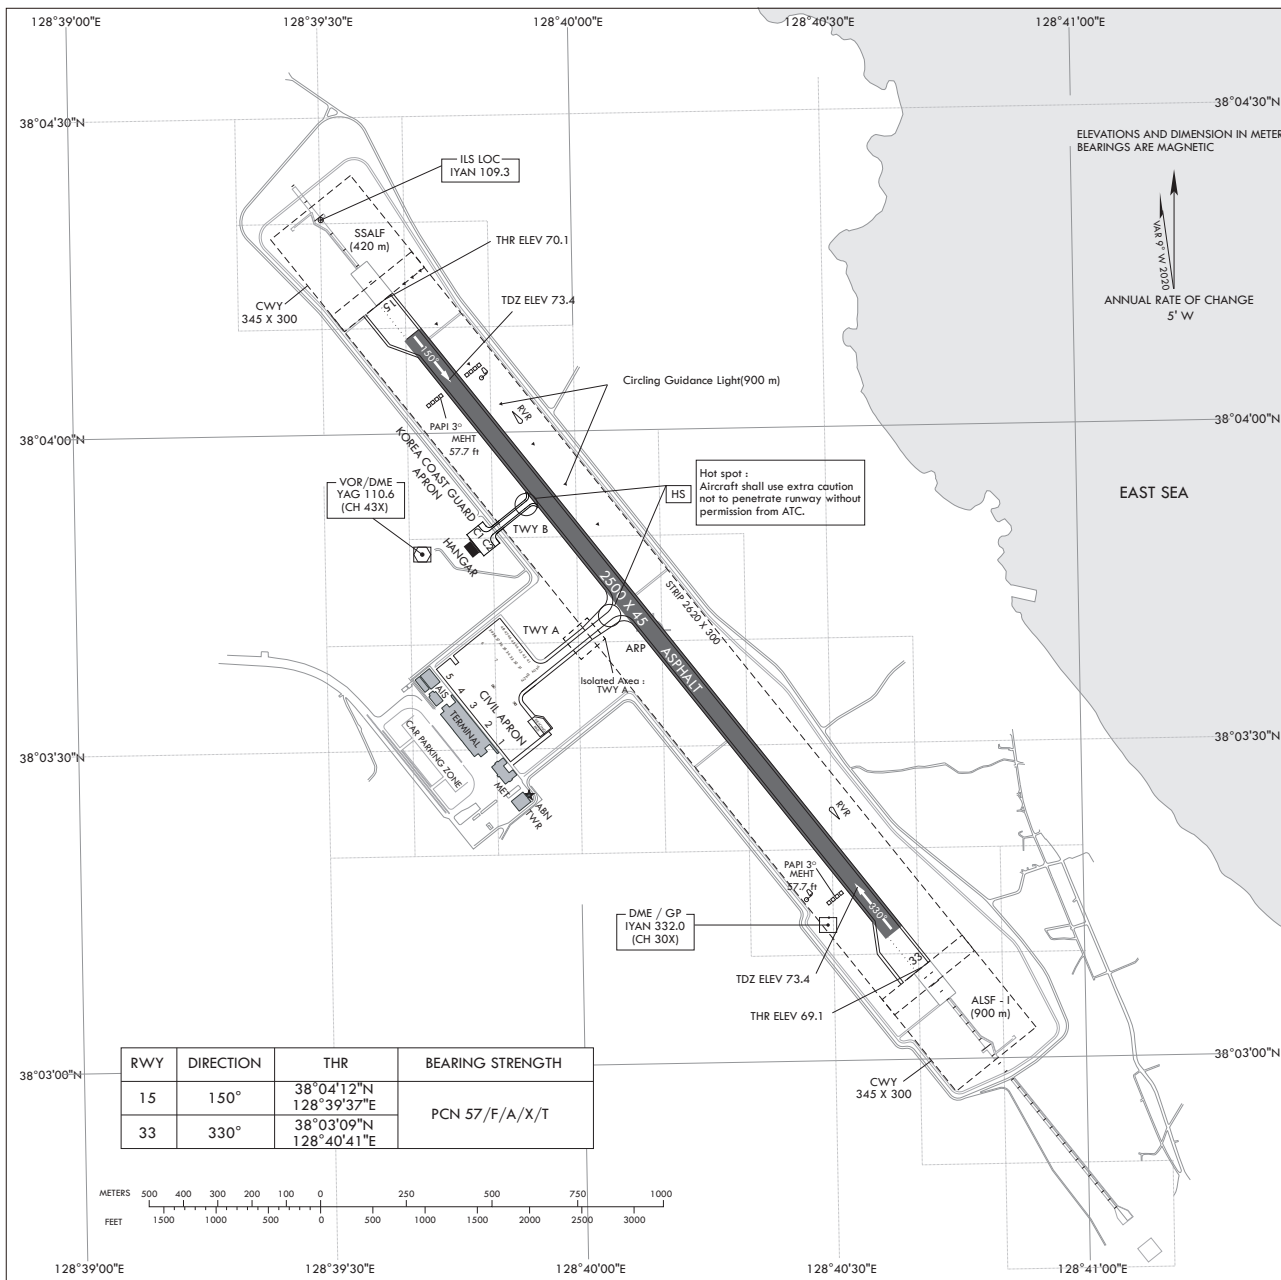 128°39'00"E
128°39'30"E
128°40'00"E
128°40'30"E
128°41'00"E
38°04'30"N
38°04'30"N
ELEVATIONS AND DIMENSION IN METER
BEARINGS ARE MAGNETIC
VAR 9° W 2020
ANNUAL RATE OF CHANGE
5' W
ILS LOC
IYAN 109.3
SSALF
(420 m)
THR ELEV 70.1
TDZ ELEV 73.4
CWY
345 X 300
15
150°
Circling Guidance Light(900 m)
RVR
PAPI 3°
MEHT
57.7 ft
38°04'00"N
38°04'00"N
KOREA COAST GUARD
APRON
VOR/DME
YAG 110.6
(CH 43X)
HS
Hot spot :
Aircraft shall use extra caution
not to penetrate runway without
permission from ATC.
EAST SEA
C1 C2
HANGAR
TWY B
2500 X 45
ASPHALT
STRIP 2620 X 300
TWY A
ARP
Isolated Area :
TWY A
5
4
3
2
1
CIVIL APRON
AIS
TERMINAL
CAR PARKING ZONE
MET
ABN
TWR
38°03'30"N
38°03'30"N
RVR
PAPI 3°
MEHT
57.7 ft
330°
DME / GP
IYAN 332.0
(CH 30X)
33
TDZ ELEV 73.4
THR ELEV 69.1
ALSF - I
(900 m)
CWY
345 X 300
38°03'00"N
38°03'00"N
RWY DIRECTION THR BEARING STRENGTH
15 150° 38°04'12"N
128°39'37"E
PCN 57/F/A/X/T
33 330° 38°03'09"N
128°40'41"E
METERS 500 400 300 200 100 0 250 500 750 1000
FEET 1500 1000 500 0 500 1000 1500 2000 2500 3000
128°39'00"E
128°39'30"E
128°40'00"E
128°40'30"E
128°41'00"E